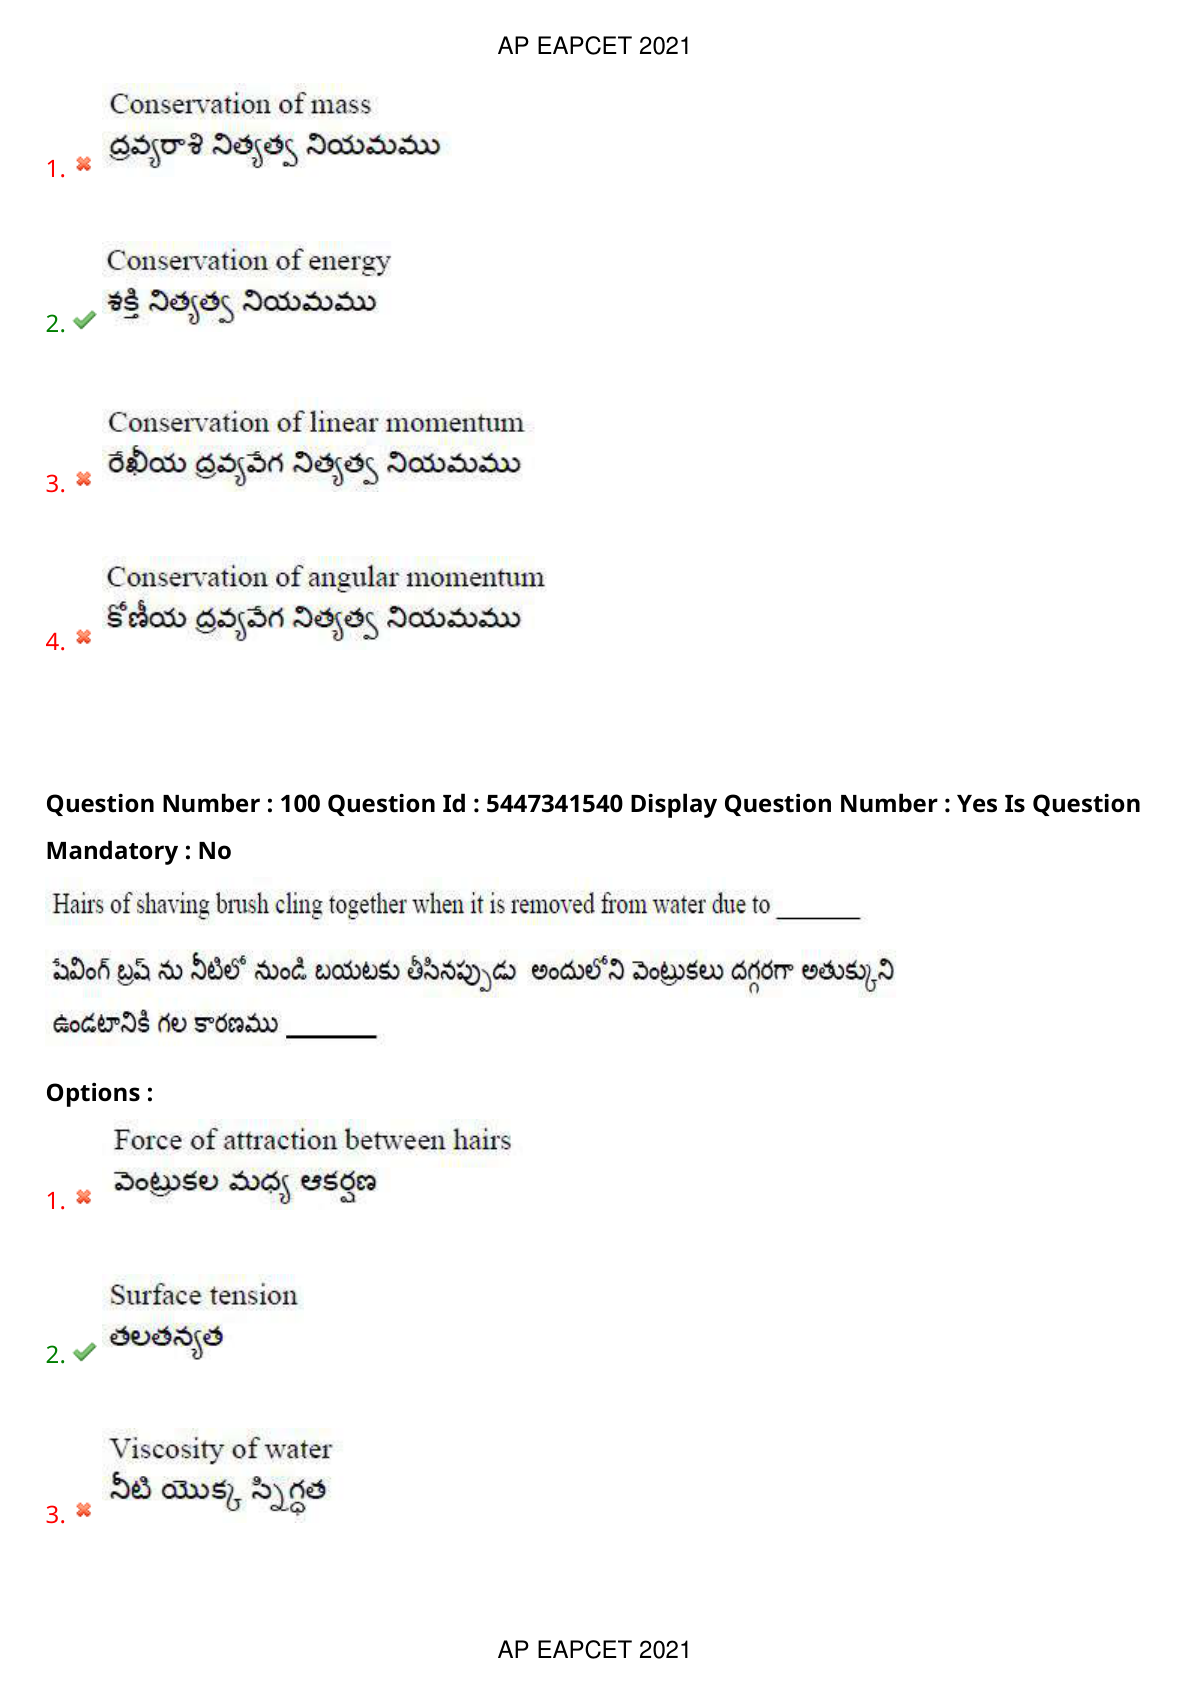 AP EAPCET 2021
Conservation of mass
ద్రవ్యరాశి నిత్యత్వ నియమము
1.
Conservation of energy
శక్తి నిత్యత్వ నియమము
2.
Conservation of linear momentum
రేఖీయ ద్రవ్యవేగ నిత్యత్వ నియమము
3.
Conservation of angular momentum
కోణీయ ద్రవ్యవేగ నిత్యత్వ నియమము
4.
Question Number : 100 Question Id : 5447341540 Display Question Number : Yes Is Question
Mandatory : No
Hairs of shaving brush cling together when it is removed from water due to ______
షేవింగ్ బ్రష్ ను నీటిలో నుండి బయటకు తీసినప్పుడు అందులోని వెంట్రుకలు దగ్గరగా అతుక్కుని
ఉండటానికి గల కారణము ______
Options :
Force of attraction between hairs
వెంట్రుకల మధ్య ఆకర్షణ
1.
Surface tension
తలతన్యత
2.
Viscosity of water
నీటి యొక్క స్నిగ్ధత
3.
AP EAPCET 2021